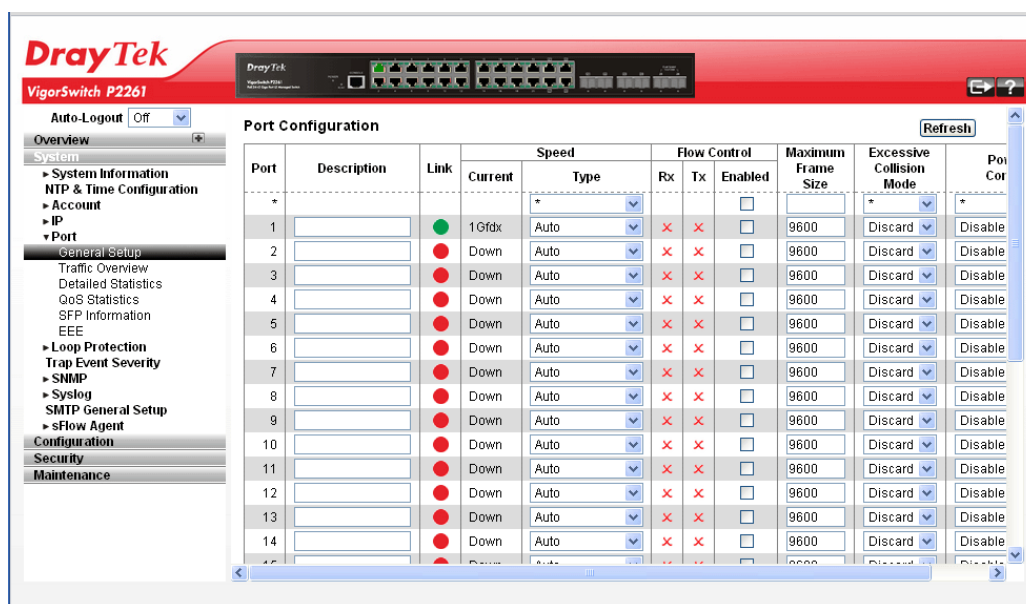 DrayTek
VigorSwitch P2261
DrayTek
Auto-Logout Off
Overview
System
▸ System Information
NTP & Time Configuration
▸ Account
▸ IP
▾ Port
General Setup
Traffic Overview
Detailed Statistics
QoS Statistics
SFP Information
EEE
▸ Loop Protection
Trap Event Severity
▸ SNMP
▸ Syslog
SMTP General Setup
▸ sFlow Agent
Configuration
Security
Maintenance
Port Configuration
Refresh
Port Description Link Speed Current Type Flow Control Rx Tx Enabled Maximum Frame Size Excessive Collision Mode
* * * *
1 1Gfdx Auto x x 9600 Discard Disable
2 Down Auto x x 9600 Discard Disable
3 Down Auto x x 9600 Discard Disable
4 Down Auto x x 9600 Discard Disable
5 Down Auto x x 9600 Discard Disable
6 Down Auto x x 9600 Discard Disable
7 Down Auto x x 9600 Discard Disable
8 Down Auto x x 9600 Discard Disable
9 Down Auto x x 9600 Discard Disable
10 Down Auto x x 9600 Discard Disable
11 Down Auto x x 9600 Discard Disable
12 Down Auto x x 9600 Discard Disable
13 Down Auto x x 9600 Discard Disable
14 Down Auto x x 9600 Discard Disable